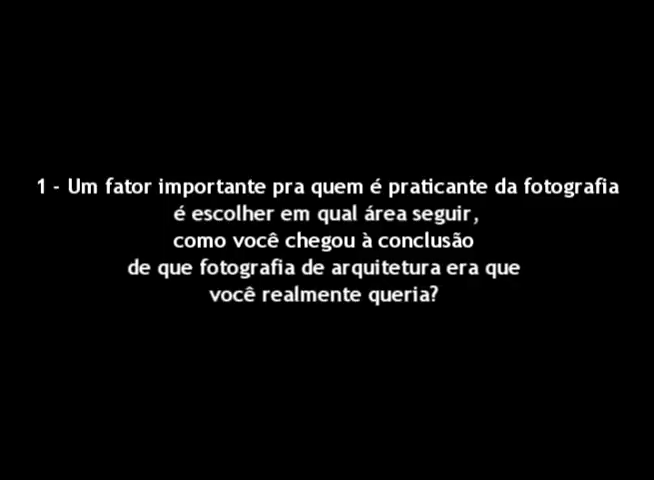 1 - Um fator importante pra quem é praticante da fotografia
é escolher em qual área seguir,
como você chegou à conclusão
de que fotografia de arquitetura era que
você realmente queria?